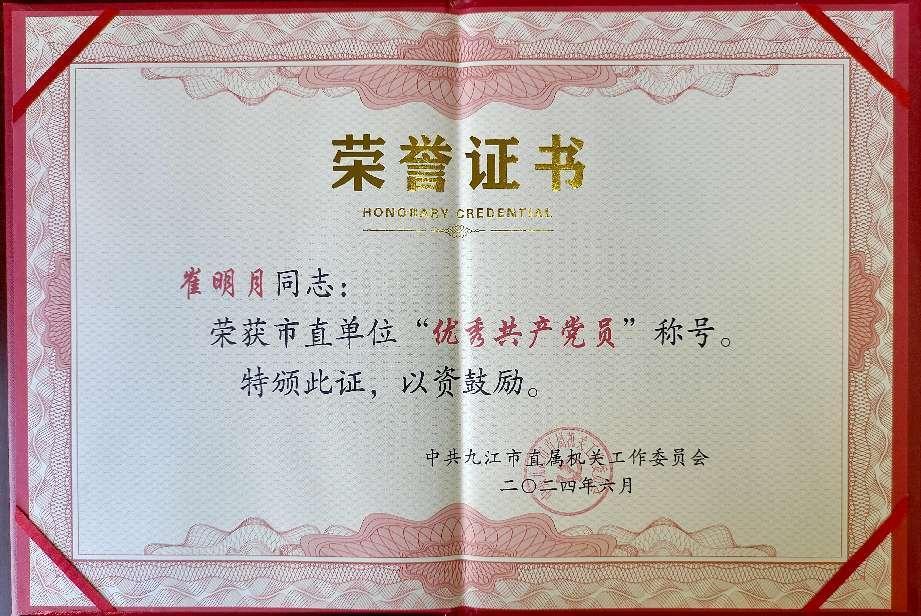 荣誉证书
HONORARY CREDENTIAL
崔明月同志：
荣获市直单位“优秀共产党员”称号。
特颁此证，以资鼓励。
中共九江市直属机关工作委员会
二〇二四年六月